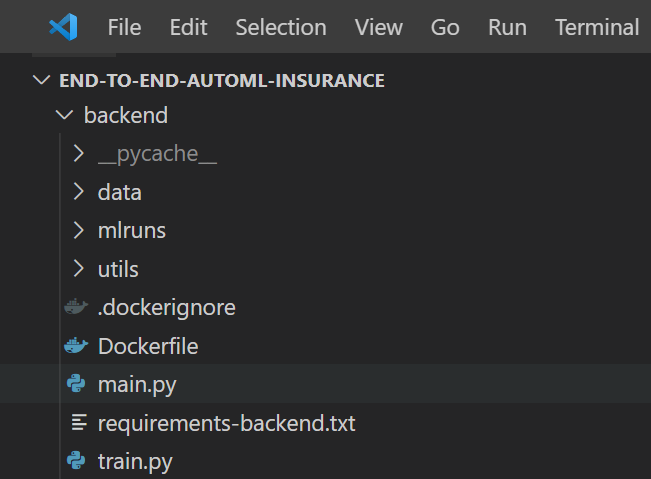 File Edit Selection View Go Run Terminal
END-TO-END-AUTOML-INSURANCE
backend
__pycache__
data
mlruns
utils
.dockerignore
Dockerfile
main.py
requirements-backend.txt
train.py